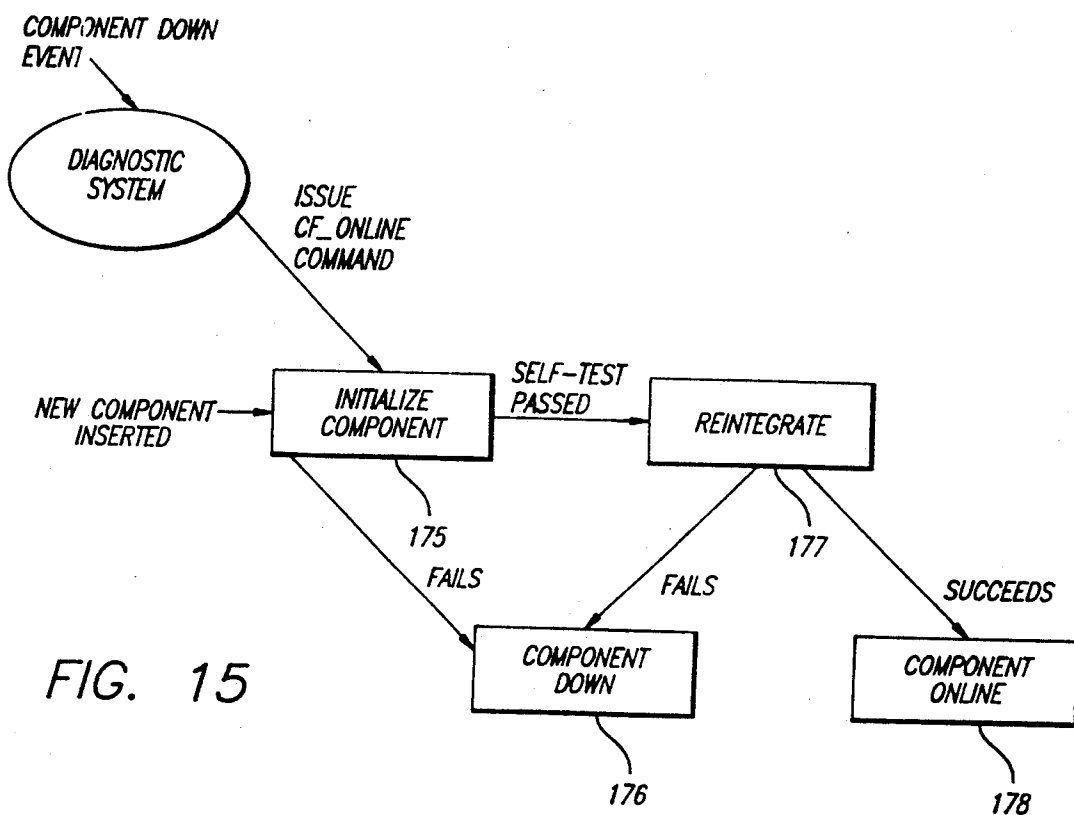 COMPONENT DOWN
EVENT
DIAGNOSTIC
SYSTEM
ISSUE
CF_ONLINE
COMMAND
NEW COMPONENT
INSERTED
INITIALIZE
COMPONENT
SELF-TEST
PASSED
REINTEGRATE
175
177
FAILS
FAILS
SUCCEEDS
COMPONENT
DOWN
COMPONENT
ONLINE
FIG. 15
176
178